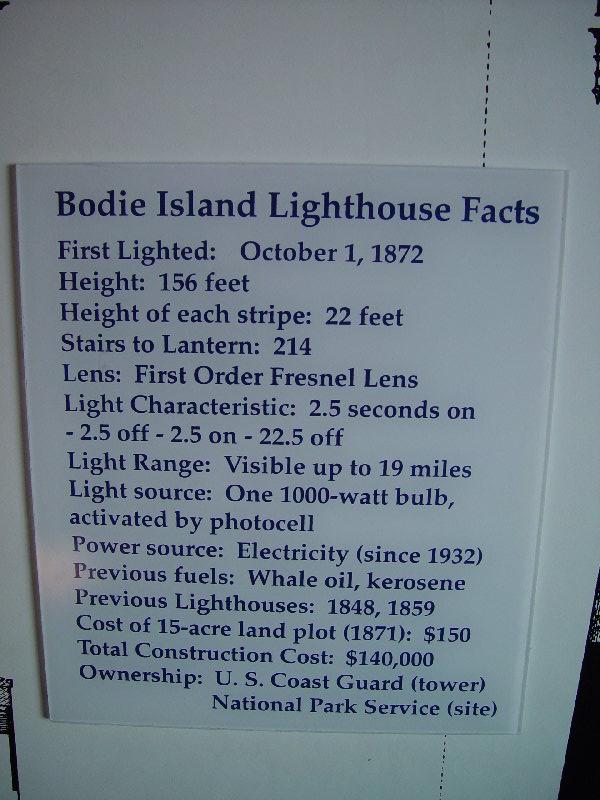 Bodie Island Lighthouse Facts
First Lighted: October 1, 1872
Height: 156 feet
Height of each stripe: 22 feet
Stairs to Lantern: 214
Lens: First Order Fresnel Lens
Light Characteristic: 2.5 seconds on
- 2.5 off - 2.5 on - 22.5 off
Light Range: Visible up to 19 miles
Light source: One 1000-watt bulb,
activated by photocell
Power source: Electricity (since 1932)
Previous fuels: Whale oil, kerosene
Previous Lighthouses: 1848, 1859
Cost of 15-acre land plot (1871): $150
Total Construction Cost: $140,000
Ownership: U. S. Coast Guard (tower)
National Park Service (site)